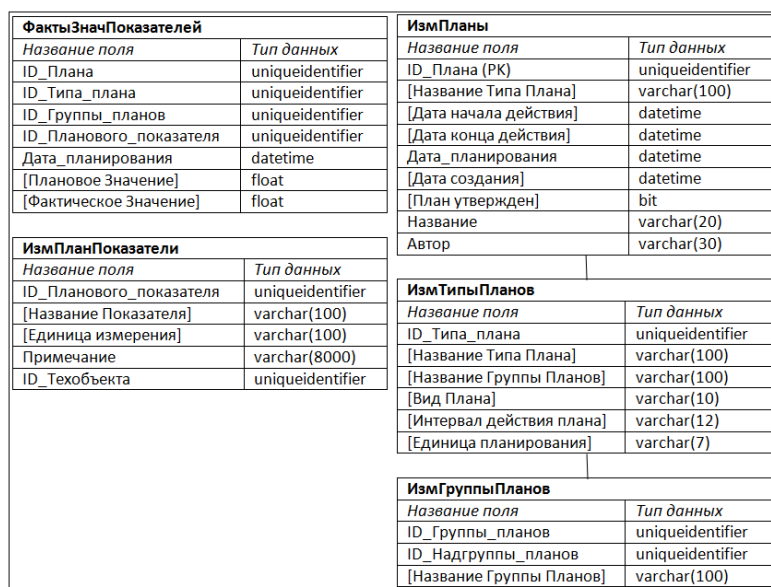 ФактыЗначПоказателей
Название поля Тип данных
ID_Плана uniqueidentifier
ID_Типа_плана uniqueidentifier
ID_Группы_планов uniqueidentifier
ID_Планового_показателя uniqueidentifier
Дата_планирования datetime
[Плановое Значение] float
[Фактическое Значение] float
ИзмПланПоказатели
Название поля Тип данных
ID_Планового_показателя uniqueidentifier
[Название Показателя] varchar(100)
[Единица измерения] varchar(100)
Примечание varchar(8000)
ID_Техобъекта uniqueidentifier
ИзмПланы
Название поля Тип данных
ID_Плана (PK) uniqueidentifier
[Название Типа Плана] varchar(100)
[Дата начала действия] datetime
[Дата конца действия] datetime
Дата_планирования datetime
[Дата создания] datetime
[План утвержден] bit
Название varchar(20)
Автор varchar(30)
ИзмТипыПланов
Название поля Тип данных
ID_Типа_плана uniqueidentifier
[Название Типа Плана] varchar(100)
[Название Группы Планов] varchar(100)
[Вид Плана] varchar(10)
[Интервал действия плана] varchar(12)
[Единица планирования] varchar(7)
ИзмГруппыПланов
Название поля Тип данных
ID_Группы_планов uniqueidentifier
ID_Надгруппы_планов uniqueidentifier
[Название Группы Планов] varchar(100)